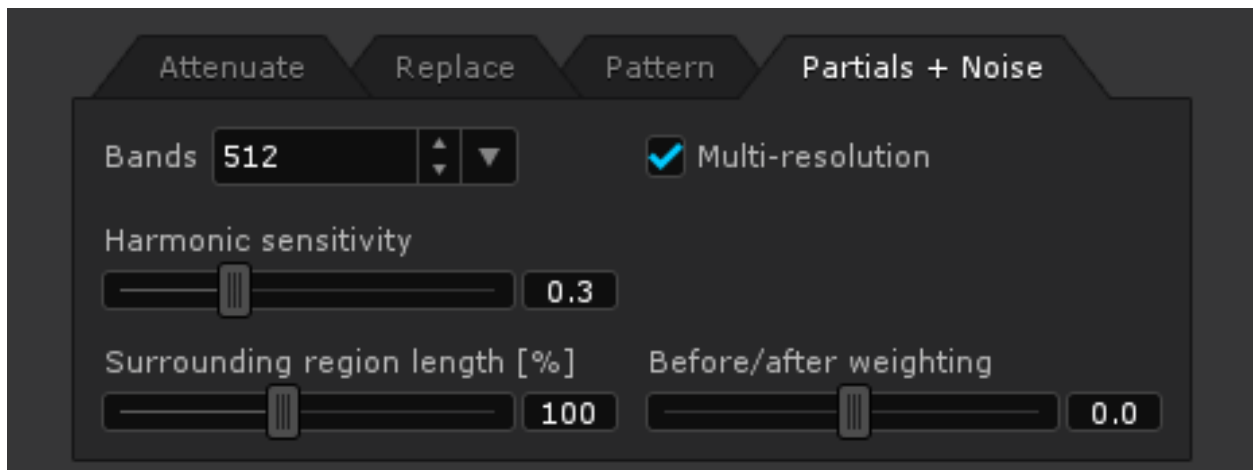 Attenuate Replace Pattern Partials + Noise
Bands 512 Multi-resolution
Harmonic sensitivity
0.3
Surrounding region length [%] Before/after weighting
100 0.0